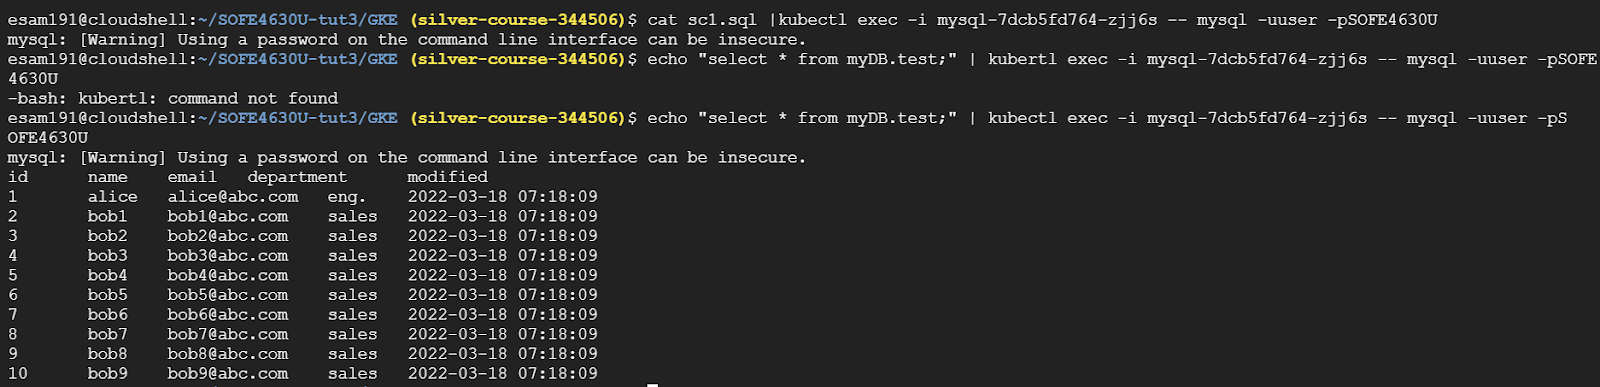 esam191@cloudshell:~/SOFE4630U-tut3/GKE (silver-course-344506)$ cat sc1.sql |kubectl exec -i mysql-7dcb5fd764-zjj6s -- mysql -uuser -pSOFE4630U
mysql: [Warning] Using a password on the command line interface can be insecure.
esam191@cloudshell:~/SOFE4630U-tut3/GKE (silver-course-344506)$ echo "select * from myDB.test;" | kubertl exec -i mysql-7dcb5fd764-zjj6s -- mysql -uuser -pSOFE
4630U
-bash: kubertl: command not found
esam191@cloudshell:~/SOFE4630U-tut3/GKE (silver-course-344506)$ echo "select * from myDB.test;" | kubectl exec -i mysql-7dcb5fd764-zjj6s -- mysql -uuser -pS
OFE4630U
mysql: [Warning] Using a password on the command line interface can be insecure.
id      name    email   department      modified
1       alice   alice@abc.com   eng.    2022-03-18 07:18:09
2       bob1    bob1@abc.com    sales   2022-03-18 07:18:09
3       bob2    bob2@abc.com    sales   2022-03-18 07:18:09
4       bob3    bob3@abc.com    sales   2022-03-18 07:18:09
5       bob4    bob4@abc.com    sales   2022-03-18 07:18:09
6       bob5    bob5@abc.com    sales   2022-03-18 07:18:09
7       bob6    bob6@abc.com    sales   2022-03-18 07:18:09
8       bob7    bob7@abc.com    sales   2022-03-18 07:18:09
9       bob8    bob8@abc.com    sales   2022-03-18 07:18:09
10      bob9    bob9@abc.com    sales   2022-03-18 07:18:09